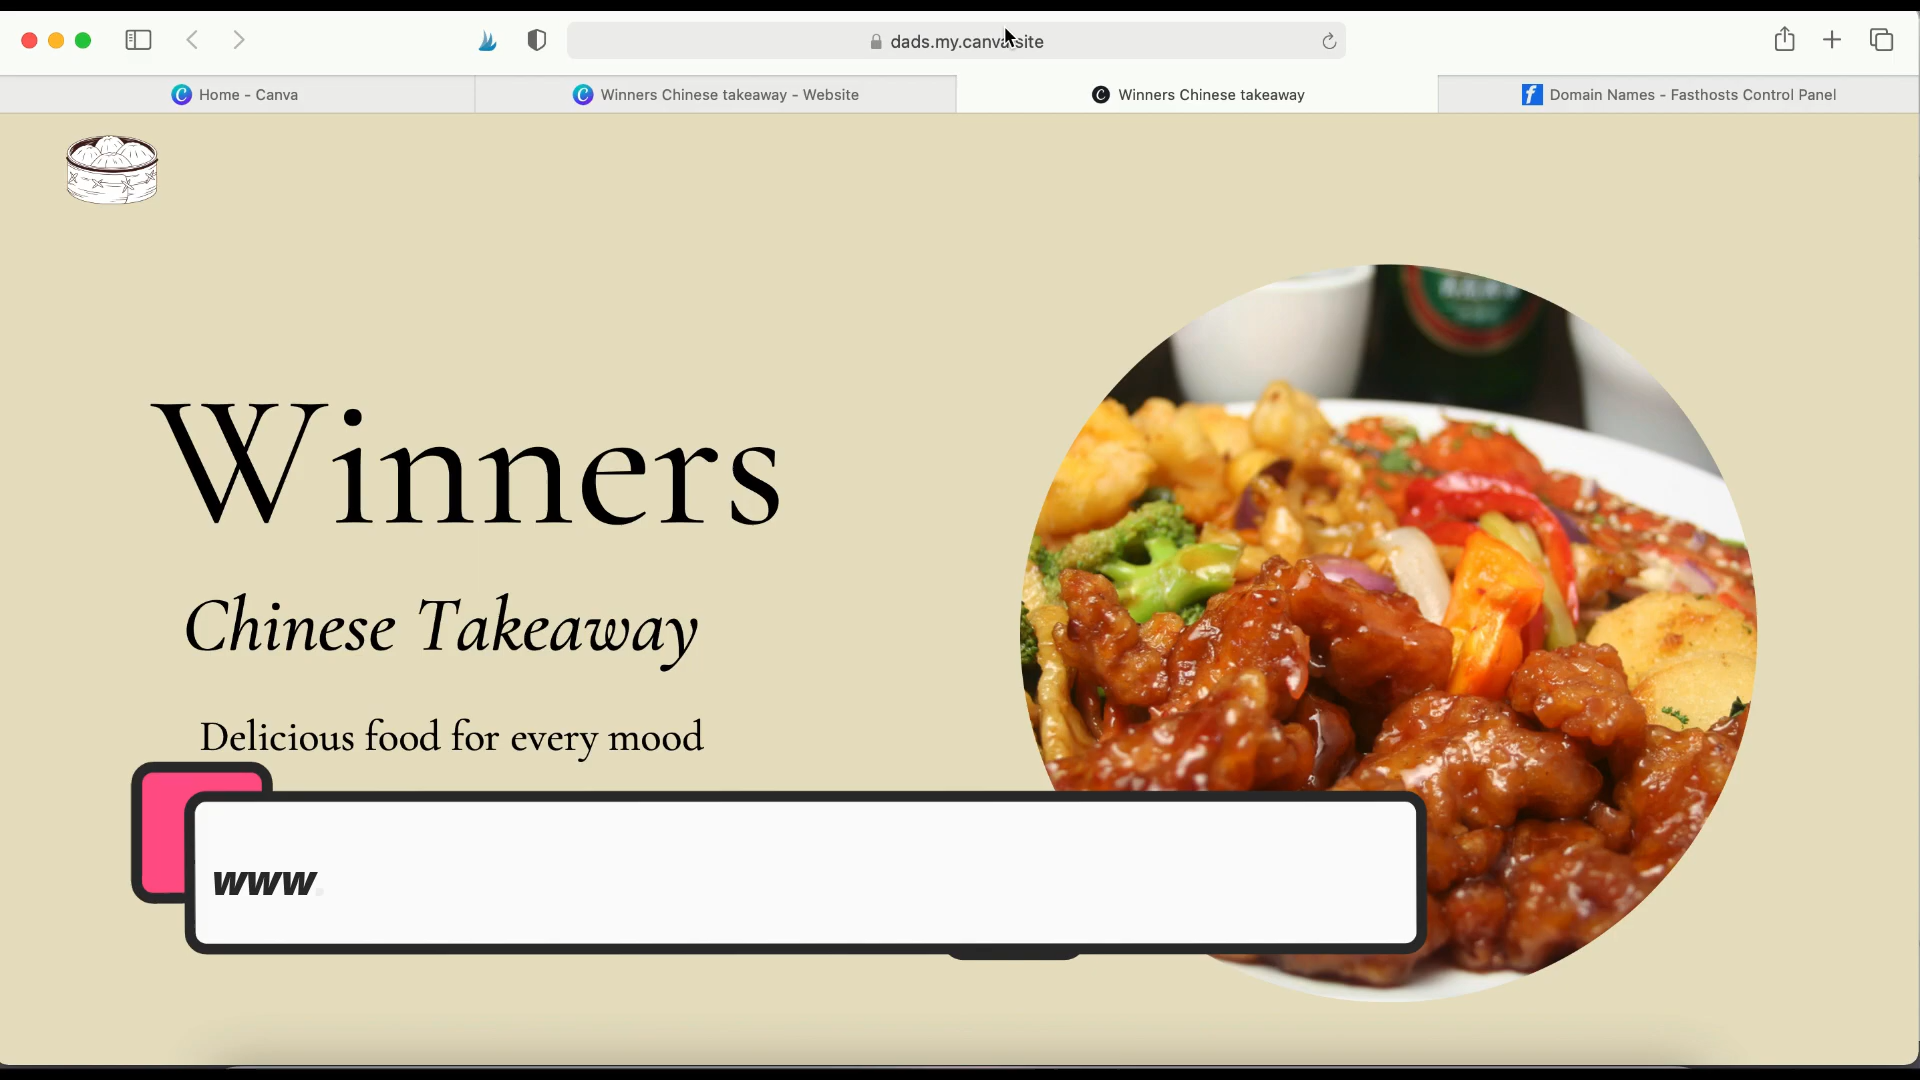 dads.my.canva.site
Home - Canva
Winners Chinese takeaway - Website
Winners Chinese takeaway
Domain Names - Fasthosts Control Panel
Winners
Chinese Takeaway
Delicious food for every mood
www.